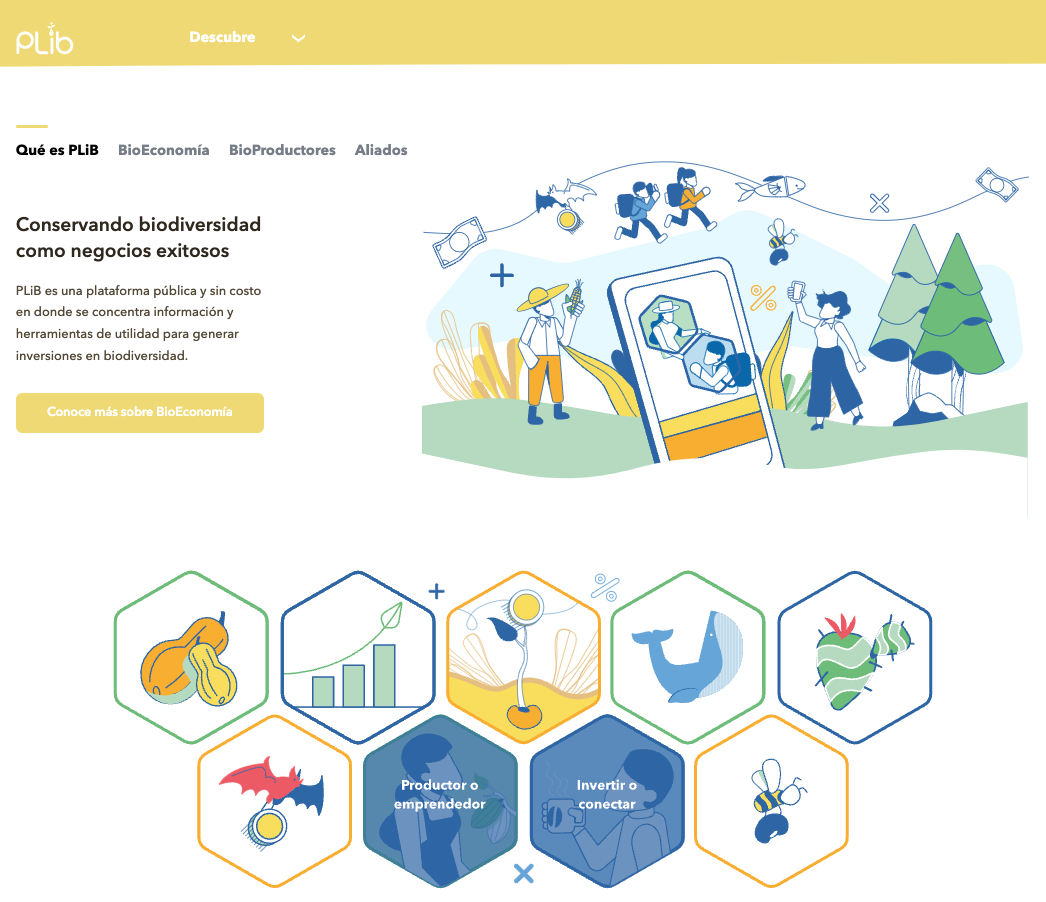 PLib
Descubre
Qué es PLiB BioEconomía BioProductores Aliados
Conservando biodiversidad
como negocios exitosos
PLiB es una plataforma pública y sin costo
en donde se concentra información y
herramientas de utilidad para generar
inversiones en biodiversidad.
Conoce más sobre BioEconomía
Productor o
emprendedor
Invertir o
conectar